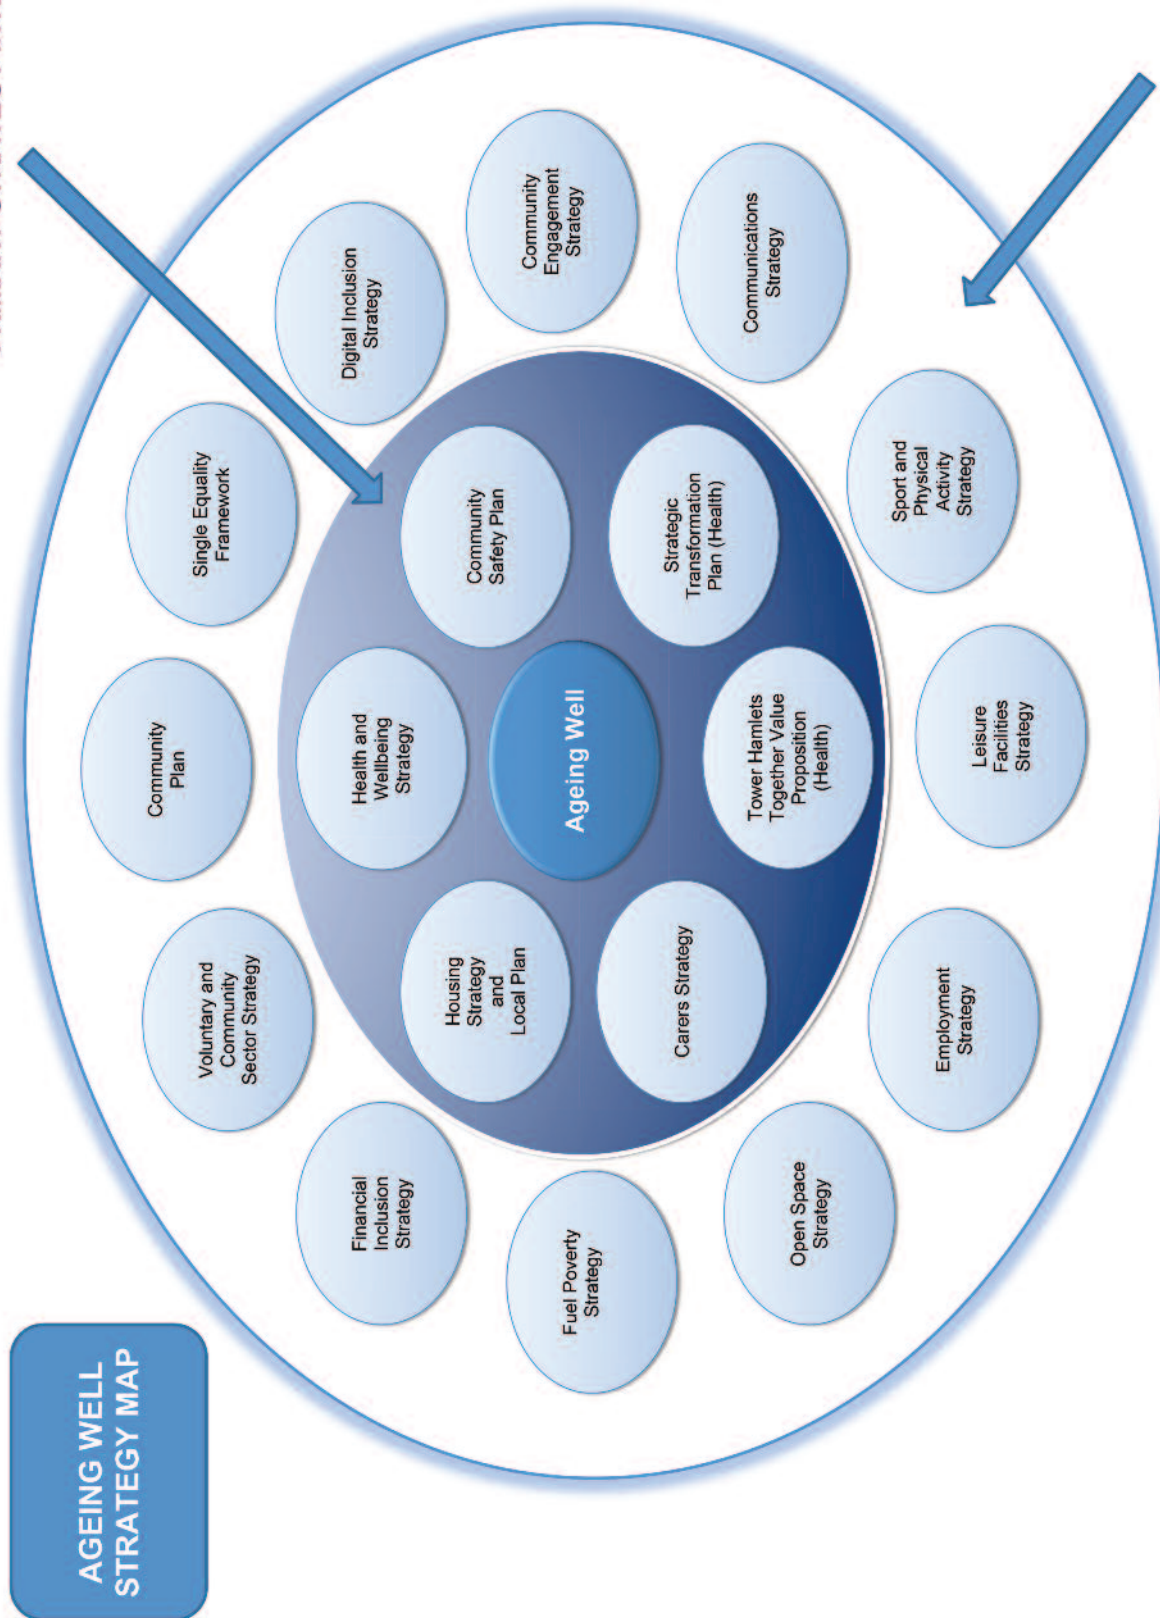 AGEING WELL
STRATEGY MAP
Community
Plan
Voluntary and
Community
Sector Strategy
Single Equality
Framework
Financial
Inclusion
Strategy
Digital Inclusion
Strategy
Health and
Wellbeing
Strategy
Housing
Strategy
and
Local Plan
Community
Safety Plan
Fuel Poverty
Strategy
Ageing Well
Community
Engagement
Strategy
Carers Strategy
Strategic
Transformation
Plan (Health)
Tower Hamlets
Together Value
Proposition
(Health)
Open Space
Strategy
Communications
Strategy
Employment
Strategy
Leisure
Facilities
Strategy
Sport and
Physical
Activity
Strategy